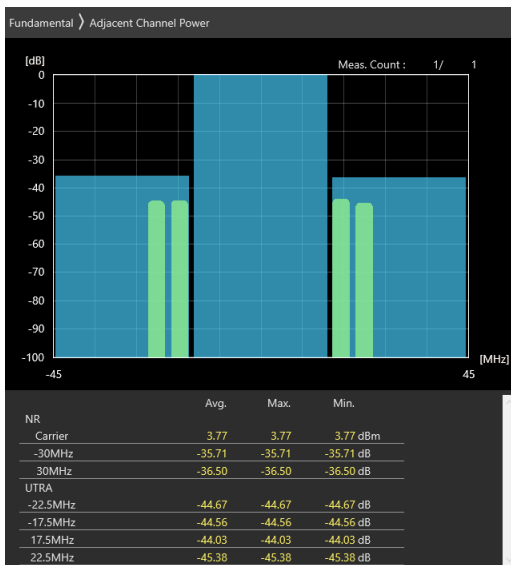 Fundamental 〉 Adjacent Channel Power
[dB]
Meas. Count : 1/ 1
0
-10
-20
-30
-40
-50
-60
-70
-80
-90
-100
[MHz]
-45 45
Avg. Max. Min.
NR
Carrier 3.77 3.77 3.77 dBm
-30MHz -35.71 -35.71 -35.71 dB
30MHz -36.50 -36.50 -36.50 dB
UTRA
-22.5MHz -44.67 -44.67 -44.67 dB
-17.5MHz -44.56 -44.56 -44.56 dB
17.5MHz -44.03 -44.03 -44.03 dB
22.5MHz -45.38 -45.38 -45.38 dB